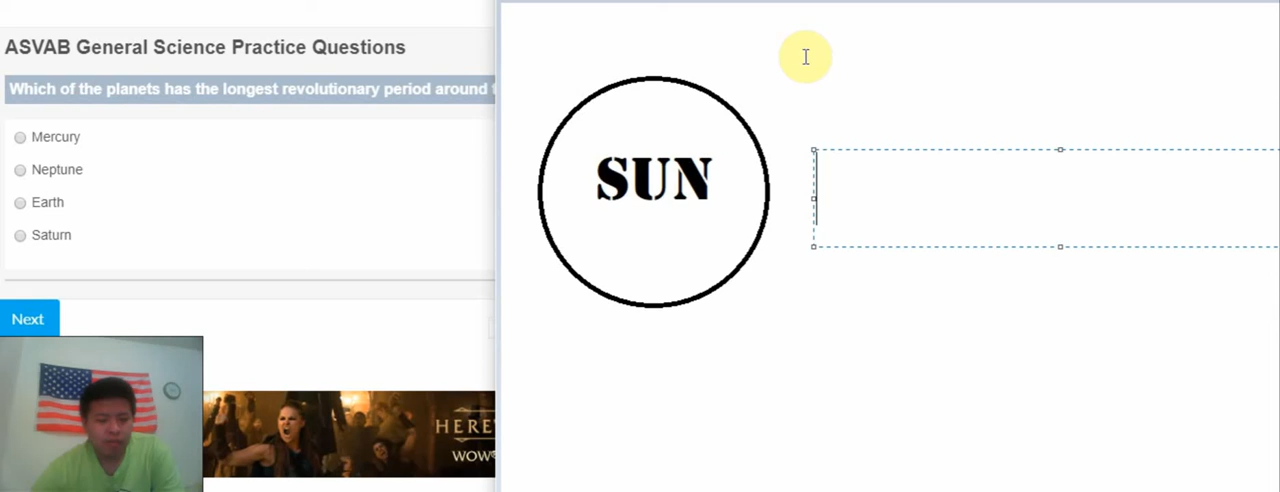 ASVAB General Science Practice Questions
Which of the planets has the longest revolutionary period around
Mercury
Neptune
Earth
Saturn
Next
SUN
WOW